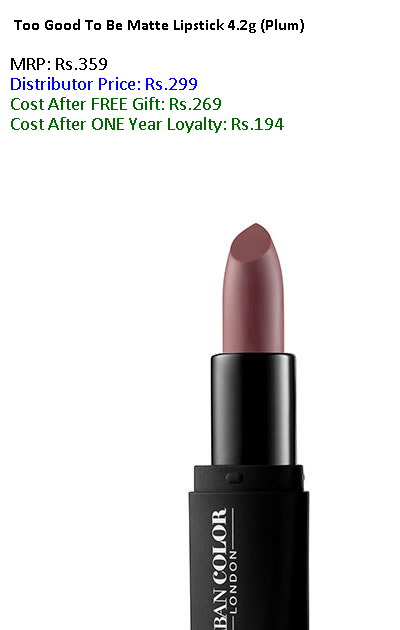 Too Good To Be Matte Lipstick 4.2g (Plum)
MRP: Rs.359
Distributor Price: Rs.299
Cost After FREE Gift: Rs.269
Cost After ONE Year Loyalty: Rs.194
BAN COLOR
LONDON